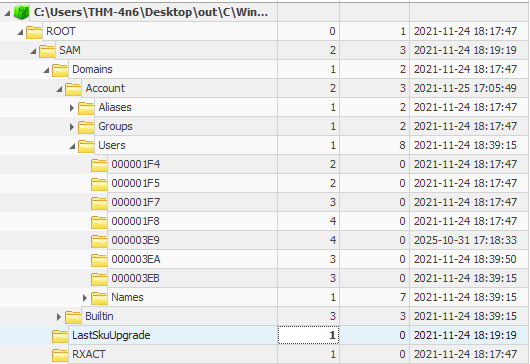 C:\Users\THM-4n6\Desktop\out\C\Win...
ROOT 0 1 2021-11-24 18:17:47
SAM 2 3 2021-11-24 18:19:19
Domains 1 2 2021-11-24 18:17:47
Account 2 3 2021-11-25 17:05:49
Aliases 1 2 2021-11-24 18:17:47
Groups 1 2 2021-11-24 18:17:47
Users 1 8 2021-11-24 18:39:15
000001F4 2 0 2021-11-24 18:17:47
000001F5 2 0 2021-11-24 18:17:47
000001F7 3 0 2021-11-24 18:17:47
000001F8 4 0 2021-11-24 18:17:47
000003E9 4 0 2025-10-31 17:18:33
000003EA 3 0 2021-11-24 18:39:50
000003EB 3 0 2021-11-24 18:39:15
Names 1 7 2021-11-24 18:39:15
Builtin 3 3 2021-11-24 18:39:15
LastSkuUpgrade 1 0 2021-11-24 18:19:19
RXACT 1 0 2021-11-24 18:17:47